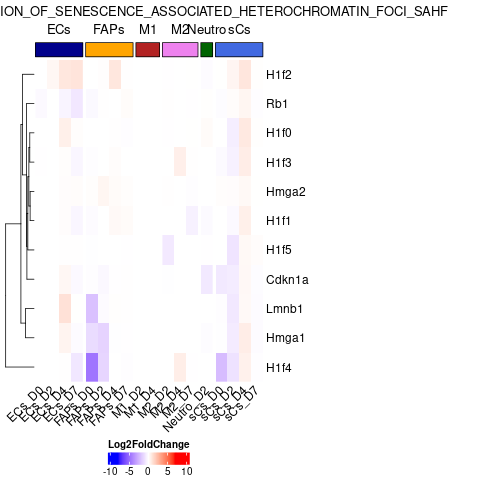 ION_OF_SENESCENCE_ASSOCIATED_HETEROCHROMATIN_FOCI_SAHF
ECs FAPs M1 M2 Neutro sCs
H1f2
Rb1
H1f0
H1f3
Hmga2
H1f1
H1f5
Cdkn1a
Lmnb1
Hmga1
H1f4
ECs_D0 ECs_D2 ECs_D4 ECs_D7 FAPs_D0 FAPs_D2 FAPs_D4 FAPs_D7 M1_D2 M1_D4 M2_D2 M2_D4 M2_D7 Neutro_D2 sCs_D0 sCs_D2 sCs_D4 sCs_D7
Log2FoldChange
-10 -5 0 5 10